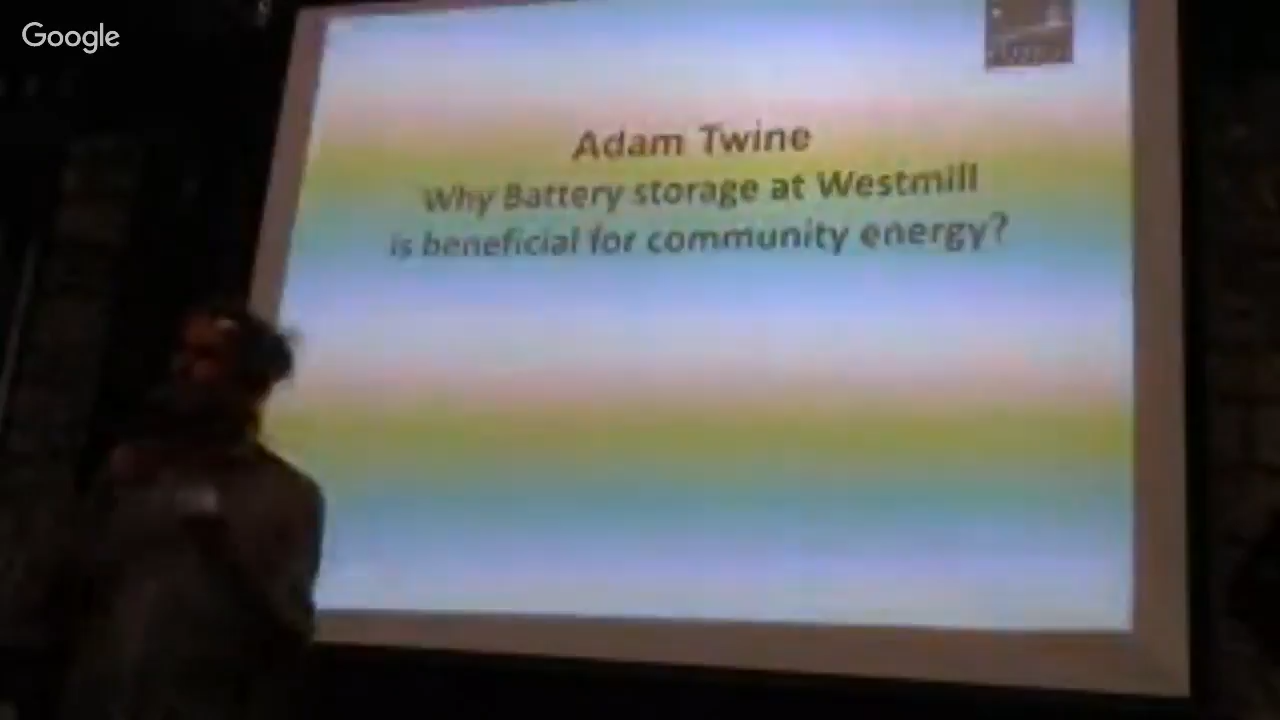 Google
Adam Twine
Why Battery storage at Westmill
is beneficial for community energy?